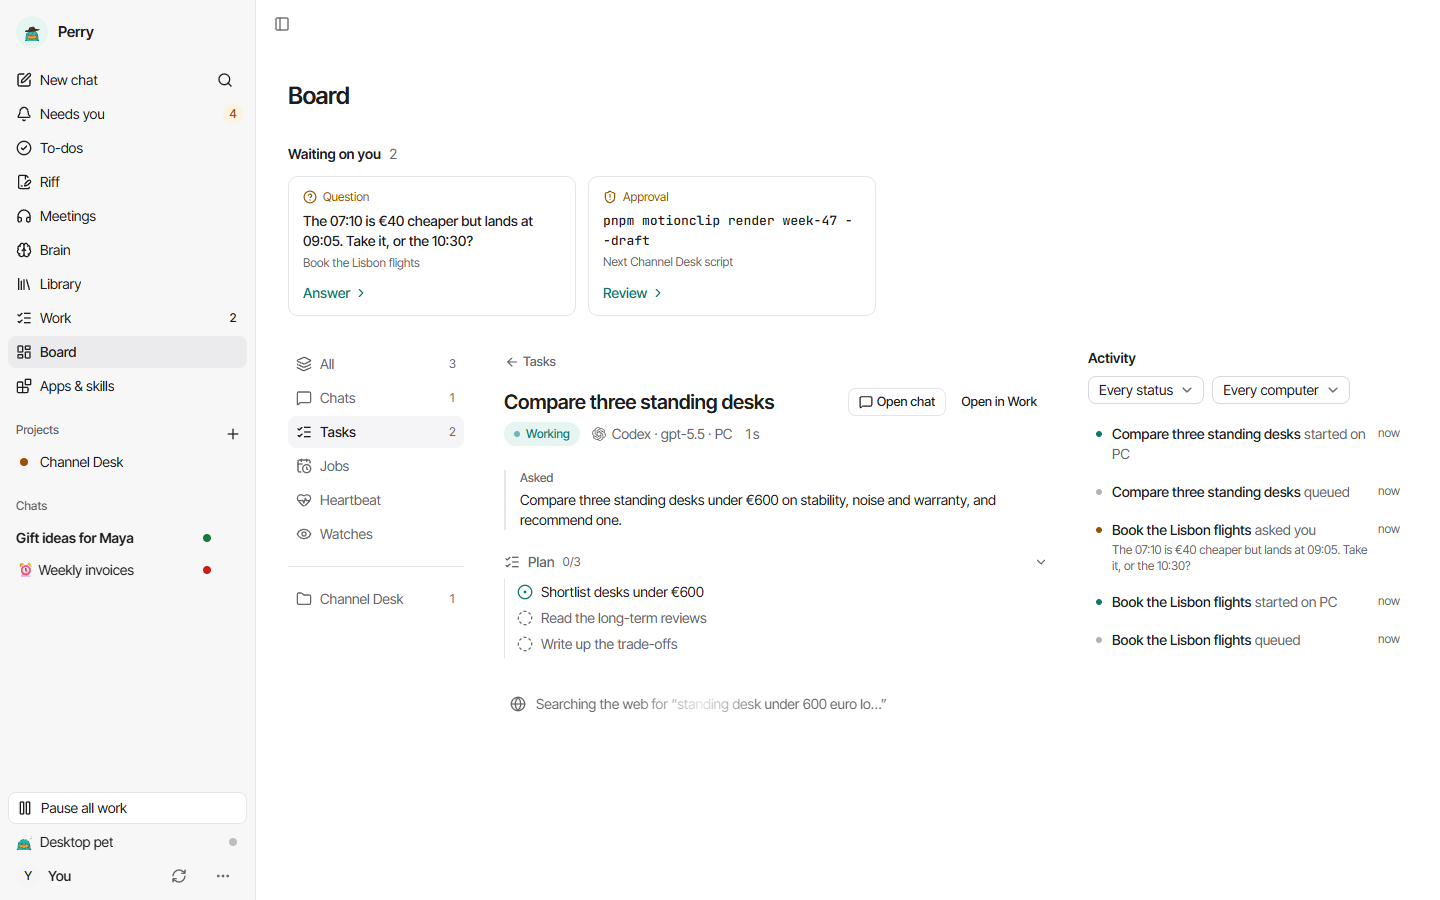 Perry
New chat
Needs you 4
To-dos
Riff
Meetings
Brain
Library
Work 2
Board
Apps & skills
Projects
Channel Desk
Chats
Gift ideas for Maya
Weekly invoices
Pause all work
Desktop pet
Y You
Board
Waiting on you 2
Question
The 07:10 is €40 cheaper but lands at
09:05. Take it, or the 10:30?
Book the Lisbon flights
Answer
Approval
pnpm motionclip render week-47 -
-draft
Next Channel Desk script
Review
All 3
Chats 1
Tasks 2
Jobs
Heartbeat
Watches
Channel Desk 1
Tasks
Compare three standing desks
Open chat
Open in Work
Working
Codex · gpt-5.5 · PC 1s
Asked
Compare three standing desks under €600 on stability, noise and warranty, and
recommend one.
Plan 0/3
Shortlist desks under €600
Read the long-term reviews
Write up the trade-offs
Searching the web for “standing desk under 600 euro lo...”
Activity
Every status
Every computer
Compare three standing desks started on now
PC
Compare three standing desks queued now
Book the Lisbon flights asked you now
The 07:10 is €40 cheaper but lands at 09:05. Take
it, or the 10:30?
Book the Lisbon flights started on PC now
Book the Lisbon flights queued now